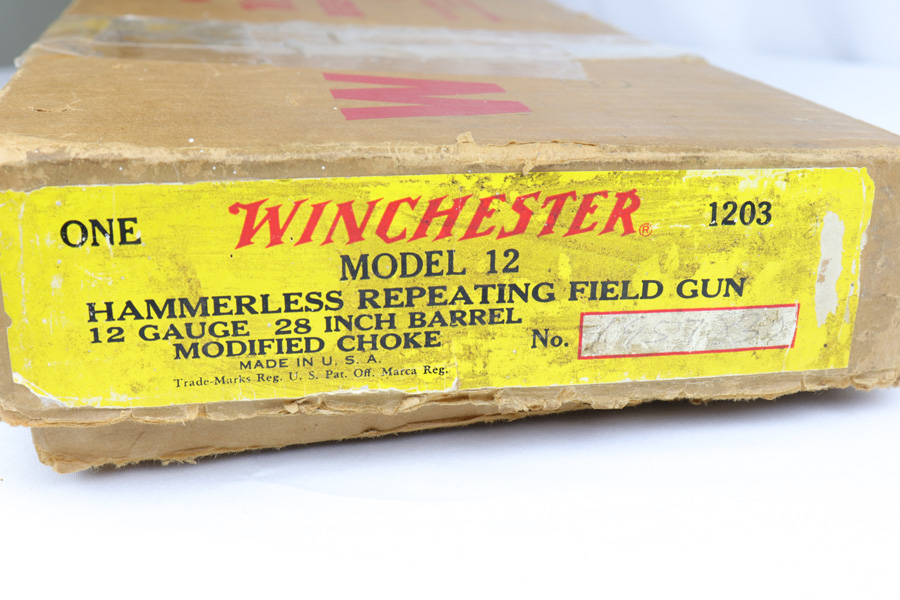 W
ONE WINCHESTER® 1203
MODEL 12
HAMMERLESS REPEATING FIELD GUN
12 GAUGE 28 INCH BARREL
MODIFIED CHOKE
No.
MADE IN U. S. A.
Trade-Marks Reg. U. S. Pat. Off. Marca Reg.